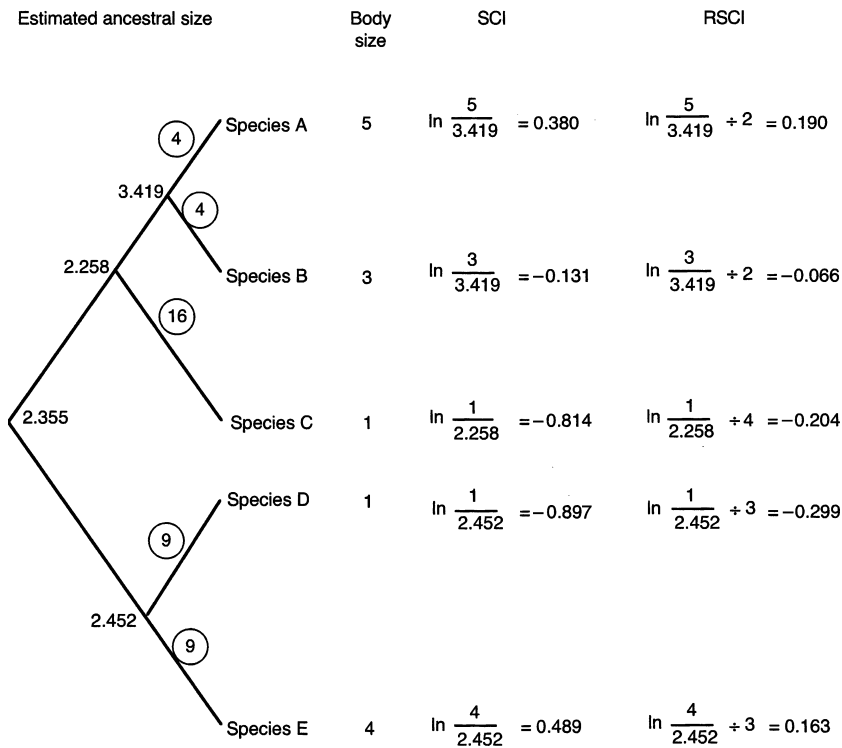 Estimated ancestral size Body size SCI RSCI
4 Species A 5 ln 5/3.419 = 0.380 ln 5/3.419 ÷ 2 = 0.190
3.419
4
2.258 Species B 3 ln 3/3.419 = −0.131 ln 3/3.419 ÷ 2 = −0.066
16
2.355 Species C 1 ln 1/2.258 = −0.814 ln 1/2.258 ÷ 4 = −0.204
Species D 1 ln 1/2.452 = −0.897 ln 1/2.452 ÷ 3 = −0.299
9
2.452
9
Species E 4 ln 4/2.452 = 0.489 ln 4/2.452 ÷ 3 = 0.163